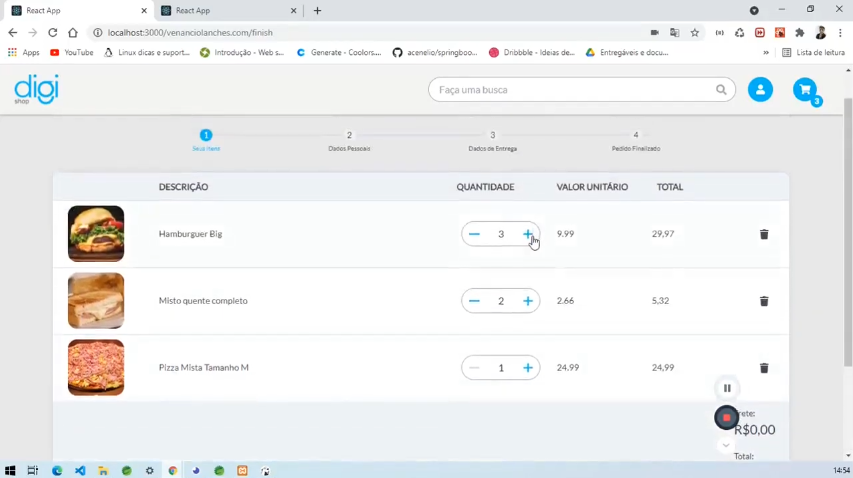 React App
React App
localhost:3000/venanciolanches.com/finish
Apps
YouTube
Linux dicas e suport...
Introdução - Web s...
Generate - Coolors....
acenelio/springboo...
Dribbble - Ideias de...
Entregáveis e docu...
»
Lista de leitura
digi
shop
Faça uma busca
3
1
2
3
4
Seus Itens
Dados Pessoais
Dados de Entrega
Pedido Finalizado
DESCRIÇÃO QUANTIDADE VALOR UNITÁRIO TOTAL
Hamburguer Big 3 9.99 29,97
Misto quente completo 2 2.66 5,32
Pizza Mista Tamanho M 1 24.99 24,99
rete:
R$0,00
Total:
14:54